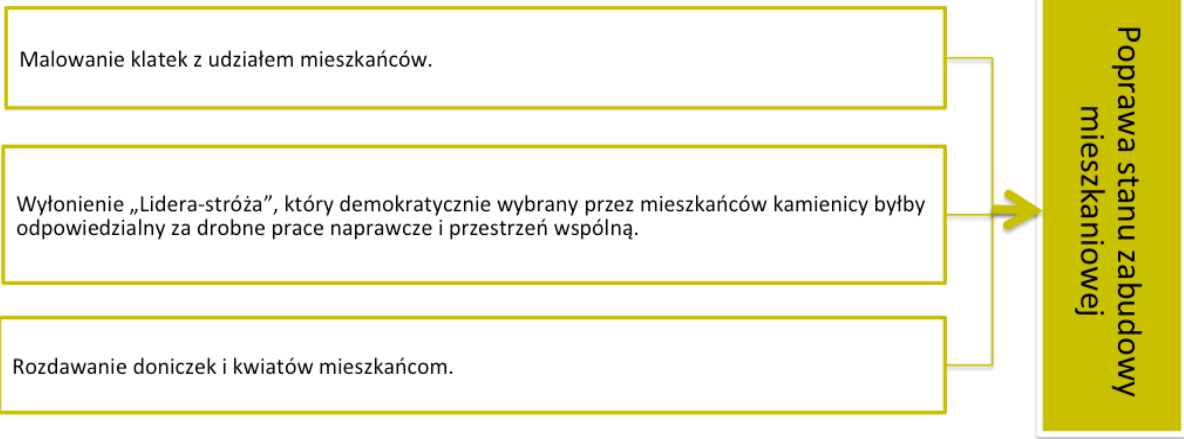 Malowanie klatek z udziałem mieszkańców.
Wyłonienie „Lidera-stróża”, który demokratycznie wybrany przez mieszkańców kamienicy byłby
odpowiedzialny za drobne prace naprawcze i przestrzeń wspólną.
Rozdawanie doniczek i kwiatów mieszkańcom.
Poprawa stanu zabudowy
mieszkaniowej